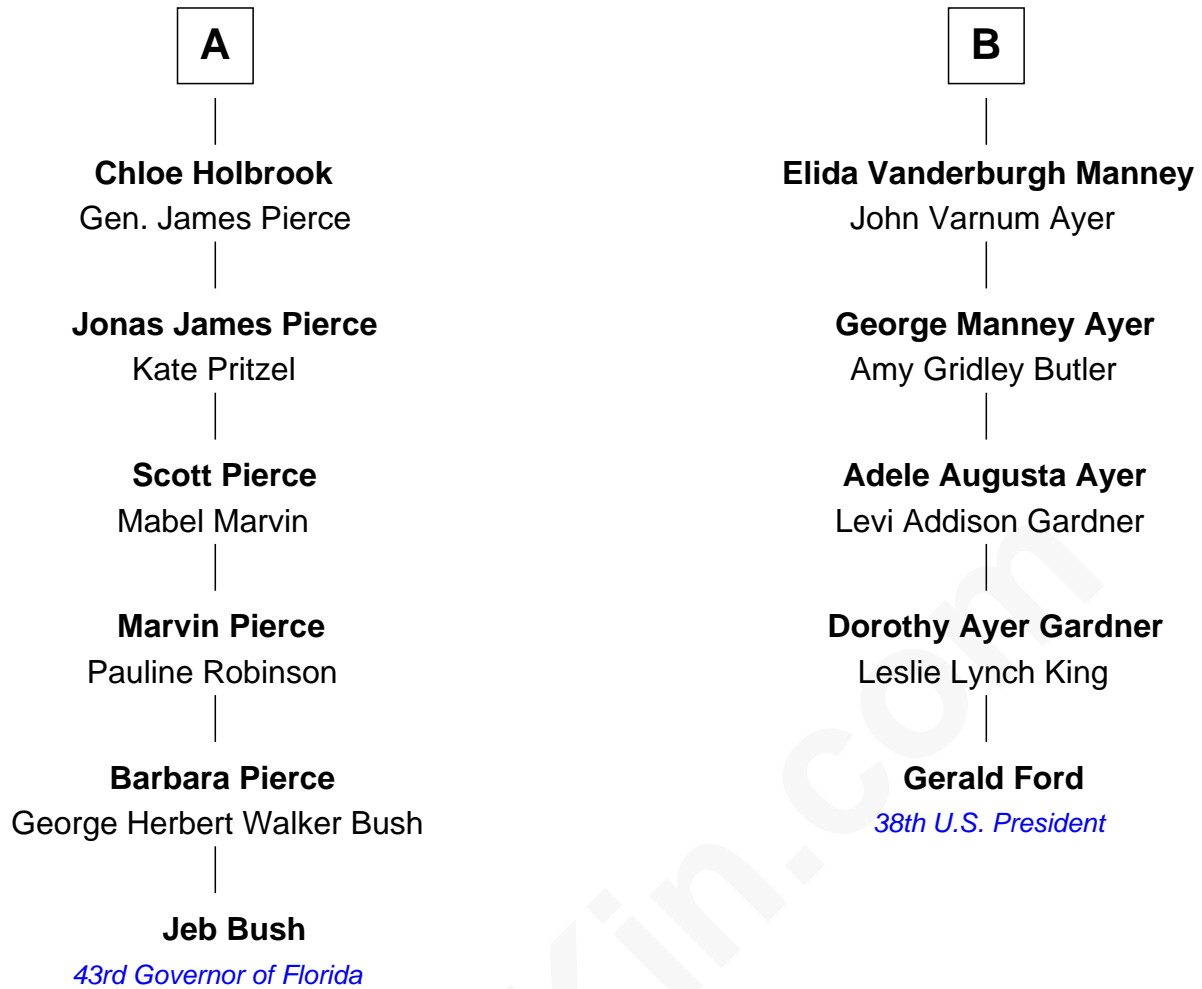 A
Chloe Holbrook
Gen. James Pierce
Jonas James Pierce
Kate Pritzel
Scott Pierce
Mabel Marvin
Marvin Pierce
Pauline Robinson
Barbara Pierce
George Herbert Walker Bush
Jeb Bush
43rd Governor of Florida
B
Elida Vanderburgh Manney
John Varnum Ayer
George Manney Ayer
Amy Gridley Butler
Adele Augusta Ayer
Levi Addison Gardner
Dorothy Ayer Gardner
Leslie Lynch King
Gerald Ford
38th U.S. President